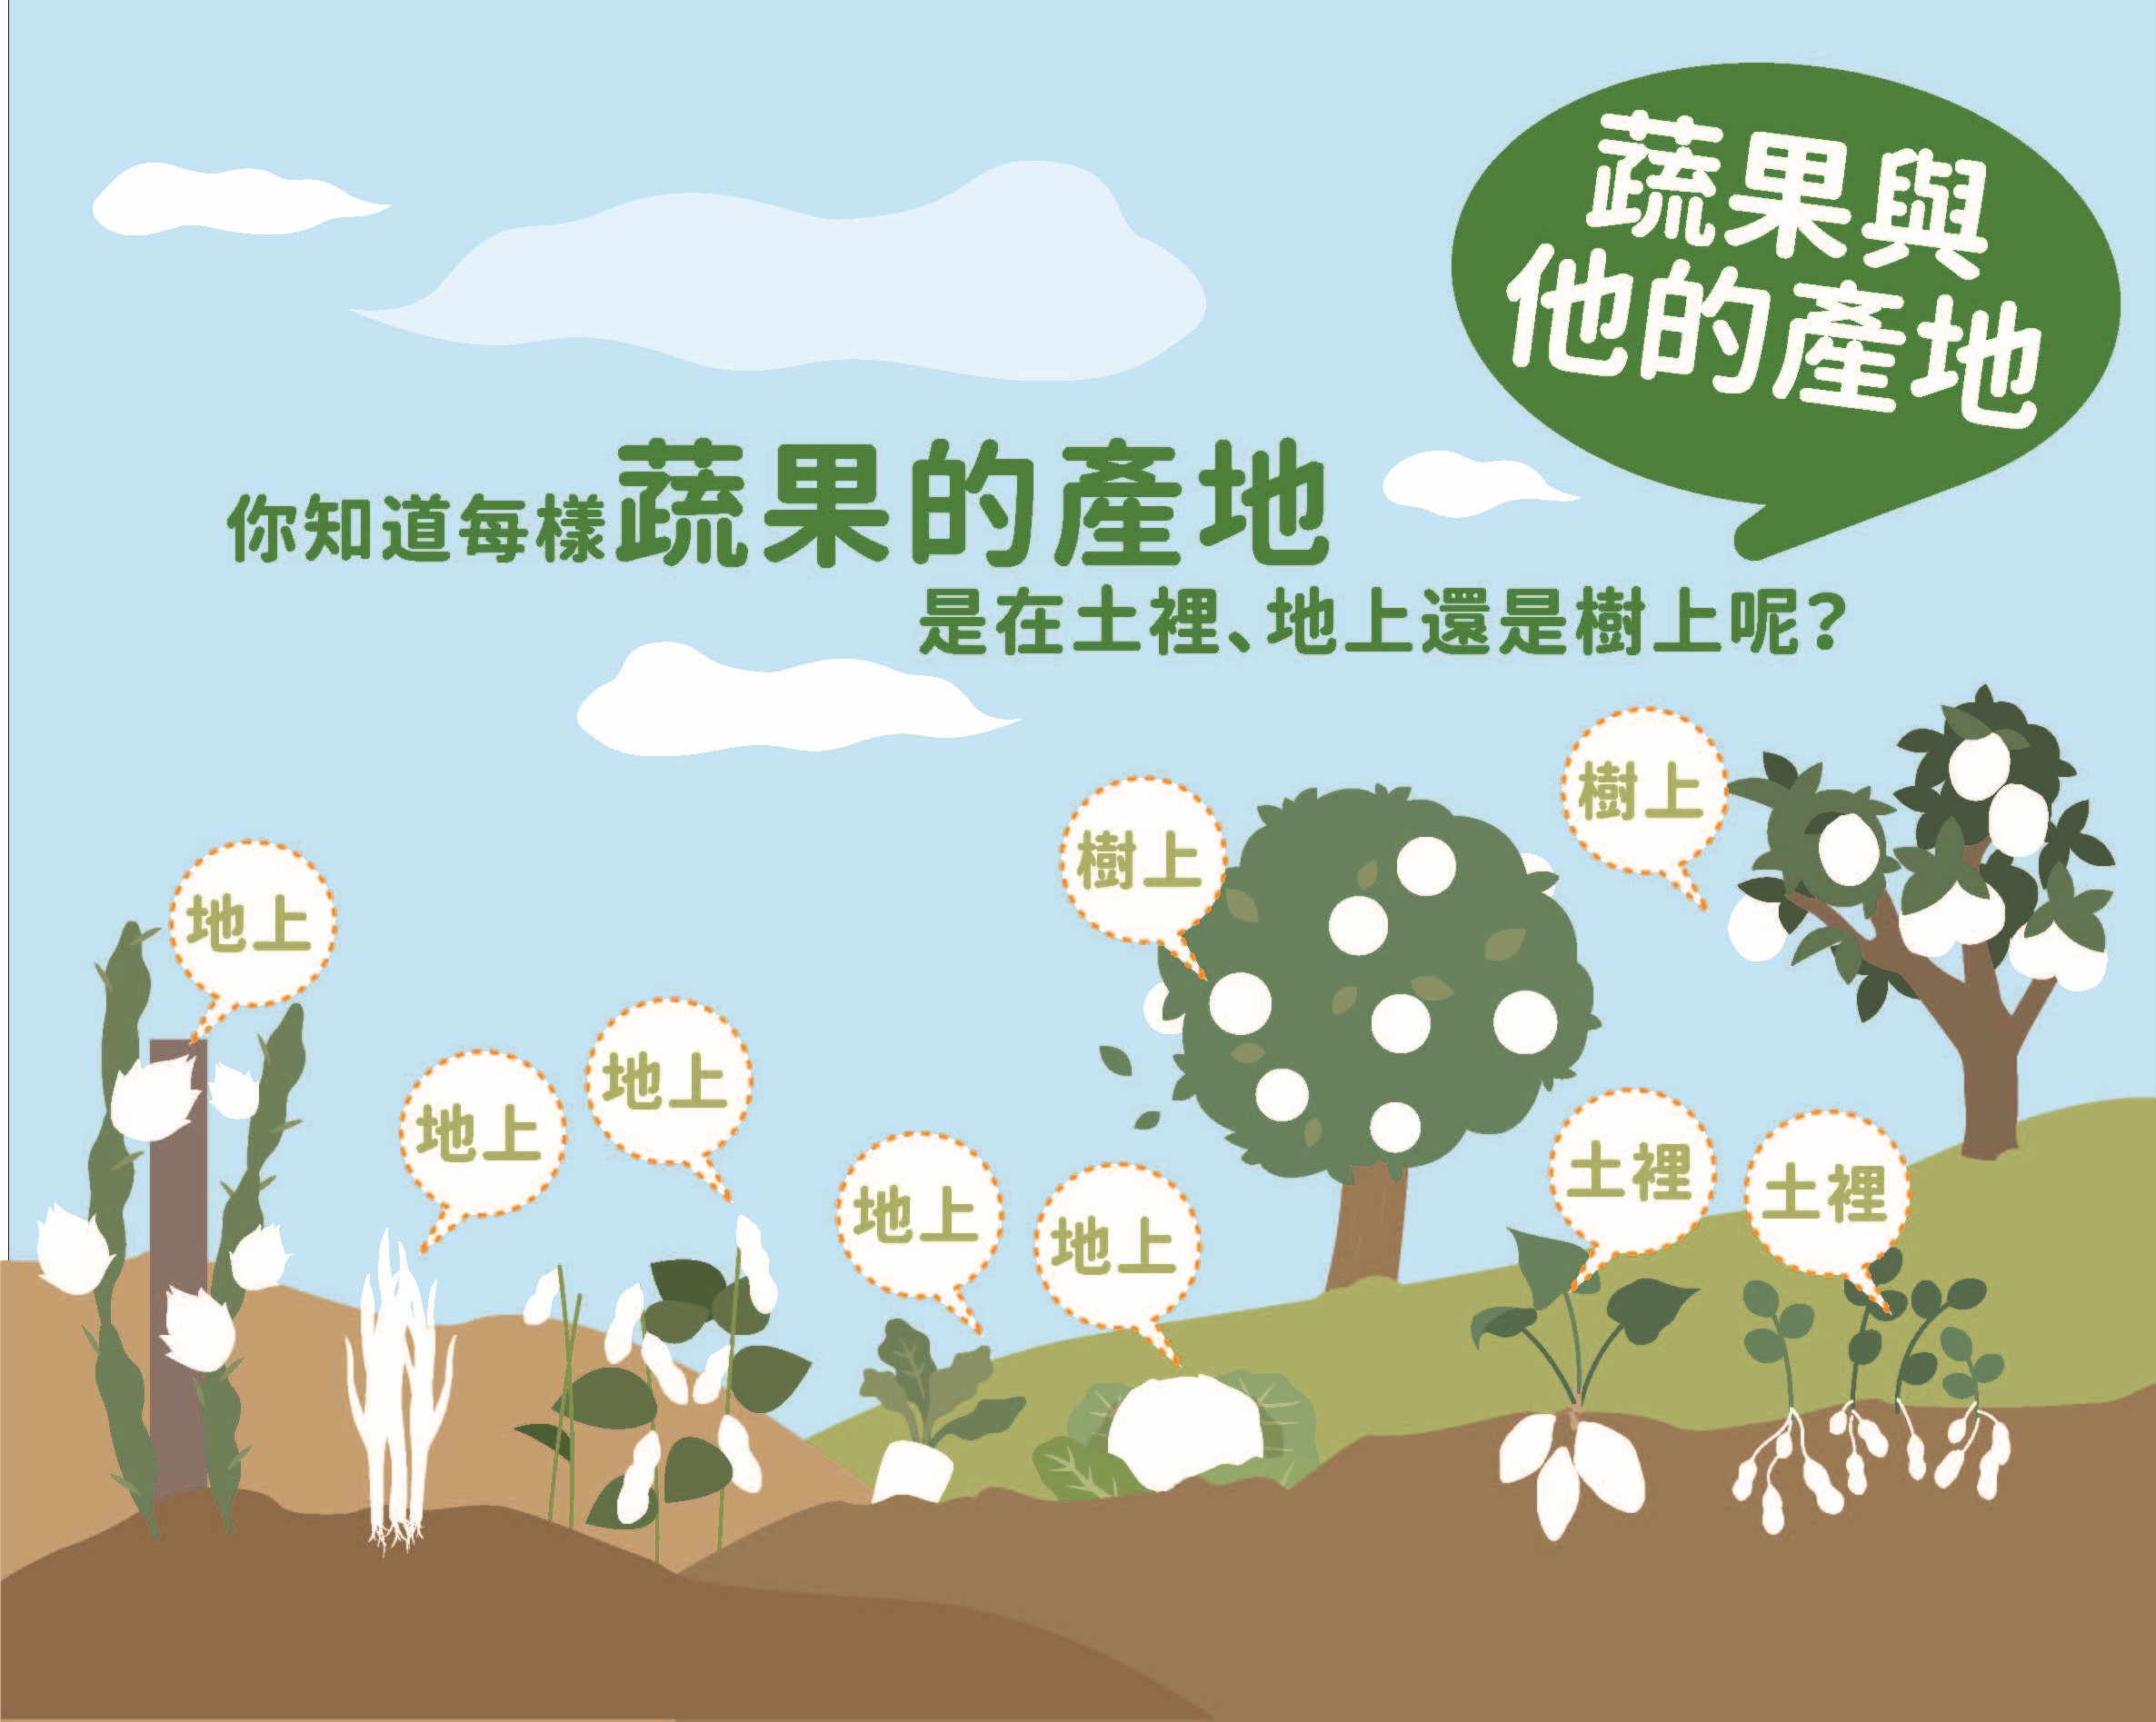 蔬果與
他的產地
你知道每樣蔬果的產地
是在土裡、地上還是樹上呢?
樹上
樹上
地上
地上
地上
地上
地上
土裡
土裡